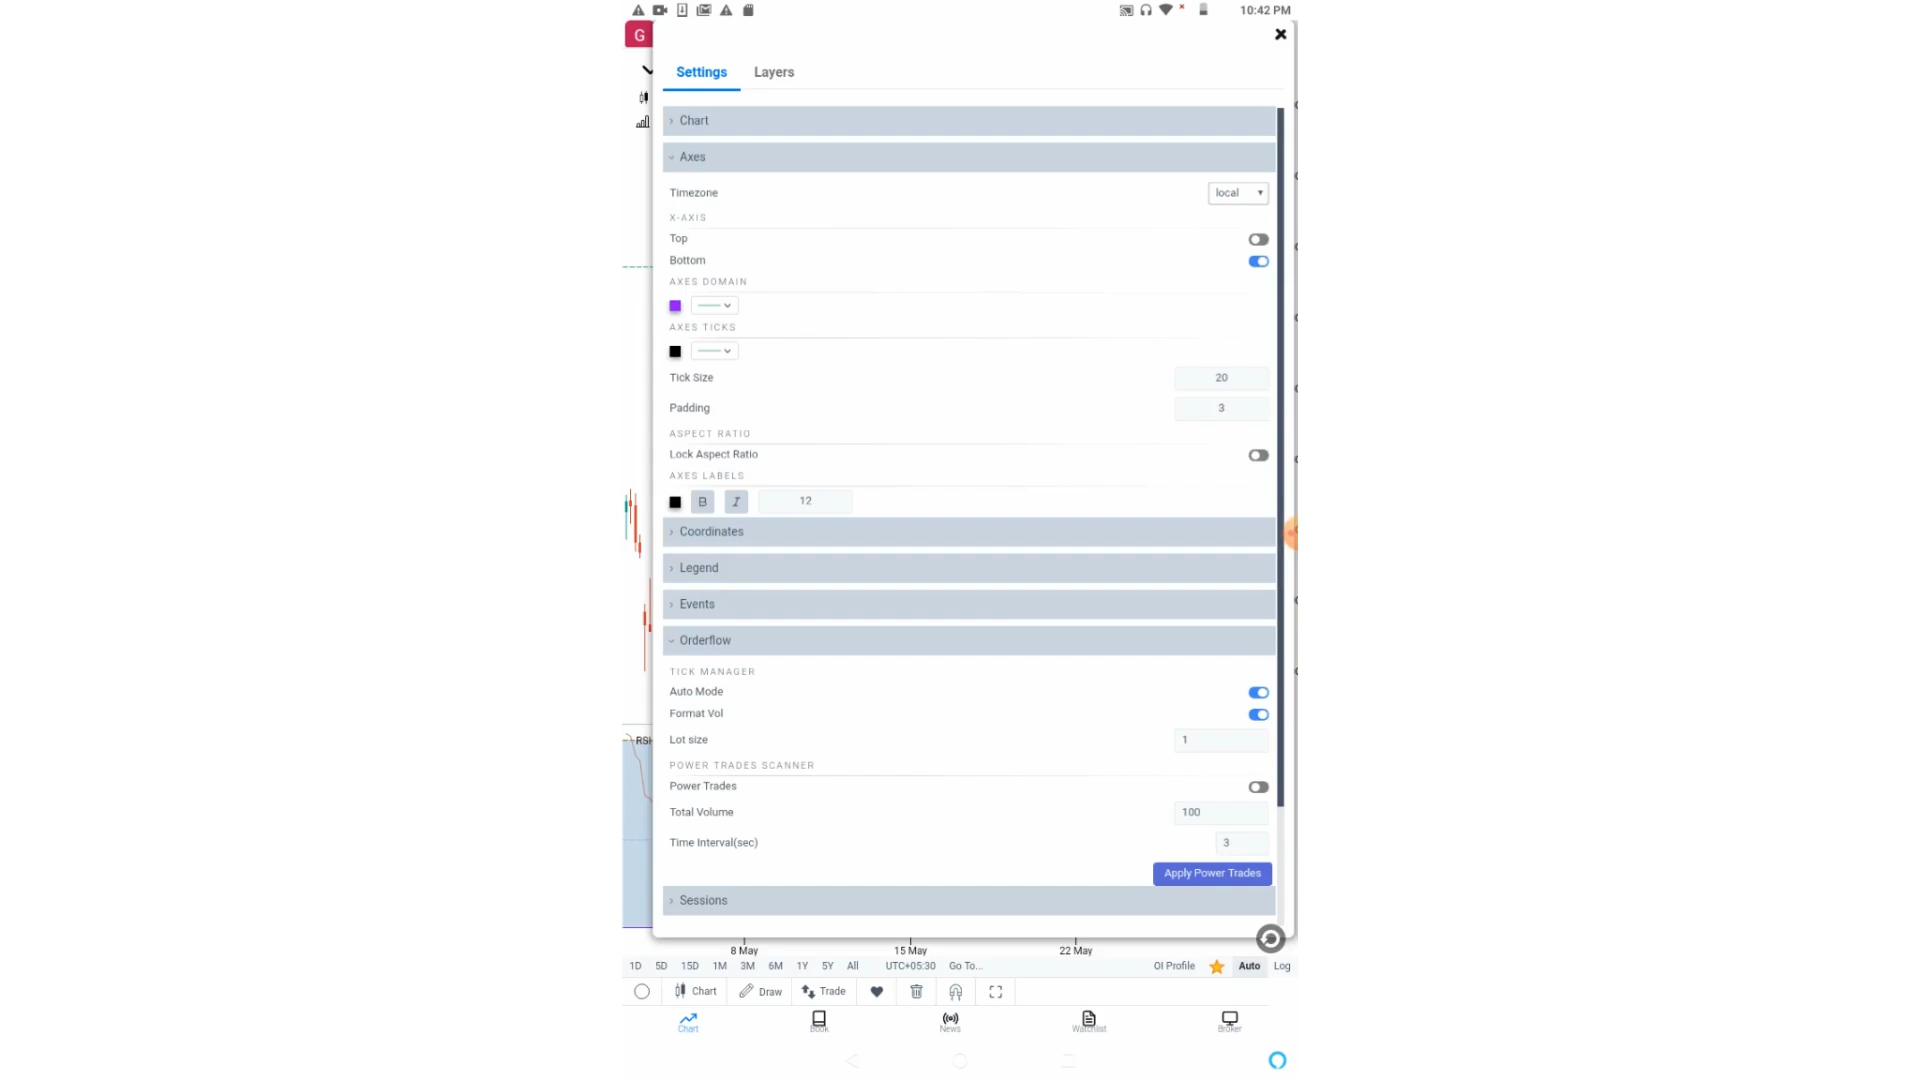 10:42 PM
G
Settings Layers
Chart
Axes
Timezone local
X-AXIS
Top
Bottom
AXES DOMAIN
AXES TICKS
Tick Size 20
Padding 3
ASPECT RATIO
Lock Aspect Ratio
AXES LABELS
B I 12
Coordinates
Legend
Events
Orderflow
TICK MANAGER
Auto Mode
Format Vol
RSI
Lot size 1
POWER TRADES SCANNER
Power Trades
Total Volume 100
Time Interval(sec) 3
Apply Power Trades
Sessions
8 May 15 May 22 May
1D 5D 15D 1M 3M 6M 1Y 5Y All UTC+05:30 Go To... OI Profile Auto Log
Chart Draw Trade
Chart Book News Watchlist Broker